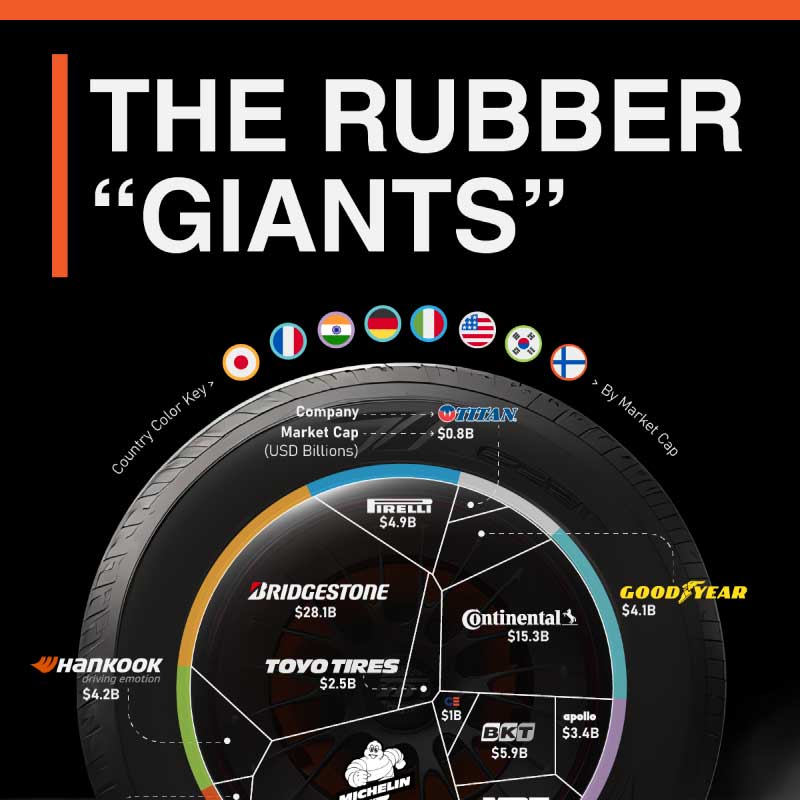 THE RUBBER
“GIANTS”
Country Color Key >
> By Market Cap
Company
TITAN
Market Cap
$0.8B
(USD Billions)
PIRELLI
$4.9B
BRIDGESTONE
$28.1B
GOODYEAR
$4.1B
Continental
$15.3B
HANKOOK
driving emotion
$4.2B
TOYO TIRES
$2.5B
CE
$1B
BKT
$5.9B
apollo
$3.4B
MICHELIN